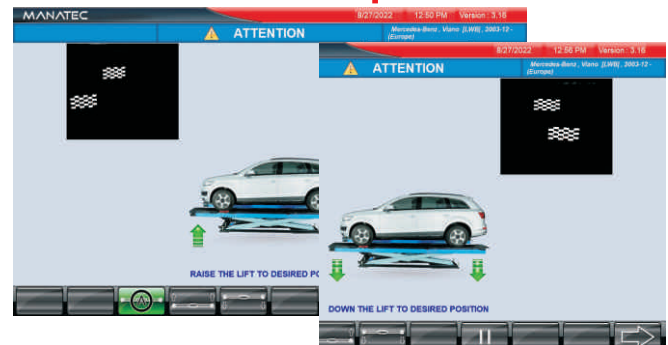 MANATEC
8/27/2022 12:50 PM Version : 3.16
ATTENTION
Mercedes-Benz , Viano [LWB] , 2003-12 -
(Europe)
RAISE THE LIFT TO DESIRED PO
8/27/2022 12:56 PM Version : 3.16
ATTENTION
Mercedes-Benz , Viano [LWB] , 2003-12 -
(Europe)
DOWN THE LIFT TO DESIRED POSITION